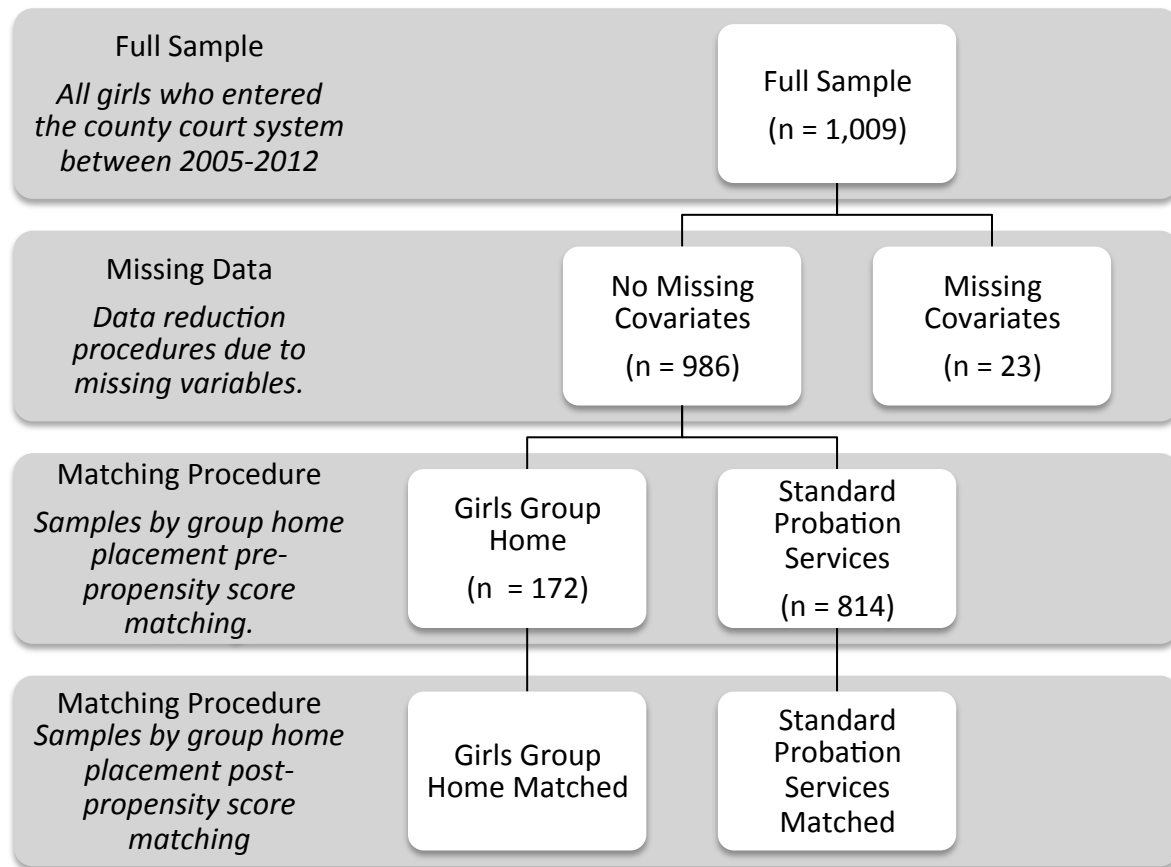 Full Sample
All girls who entered
the county court system
between 2005-2012
Full Sample
(n = 1,009)
Missing Data
Data reduction
procedures due to
missing variables.
No Missing
Covariates
(n = 986)
Missing
Covariates
(n = 23)
Matching Procedure
Samples by group home
placement pre-
propensity score
matching.
Girls Group
Home
(n  = 172)
Standard
Probation
Services
(n = 814)
Matching Procedure
Samples by group home
placement post-
propensity score
matching
Girls Group
Home Matched
Standard
Probation
Services
Matched